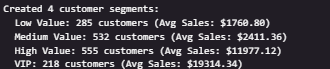 Created 4 customer segments:
Low Value: 285 customers (Avg Sales: $1760.80)
Medium Value: 532 customers (Avg Sales: $2411.36)
High Value: 555 customers (Avg Sales: $11977.12)
VIP: 218 customers (Avg Sales: $19314.34)